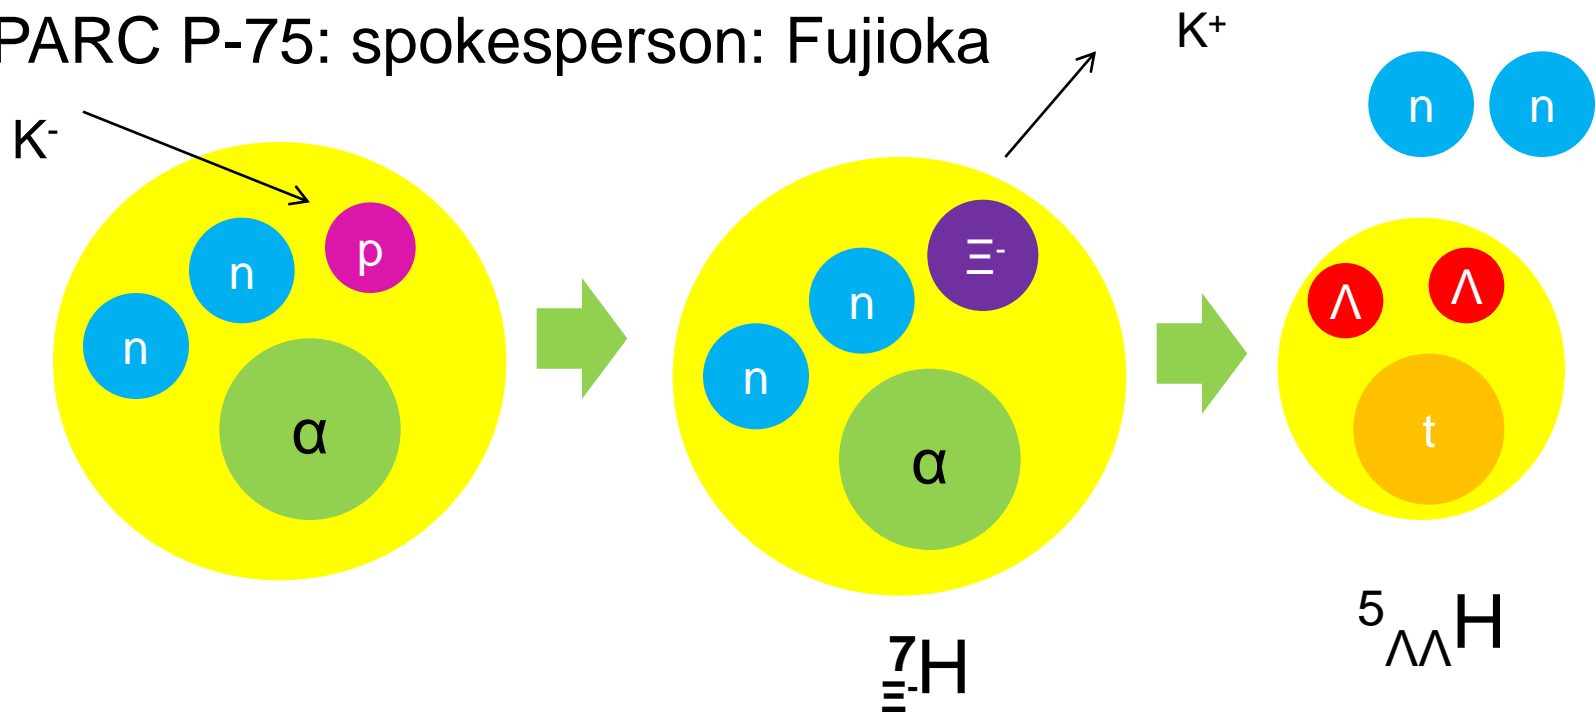 PARC P-75: spokesperson: Fujioka
K⁺
K⁻
n n
n
p
n
α
n
Ξ⁻
n
α
Λ Λ
t
⁷Ξ⁻H
⁵ΛΛH